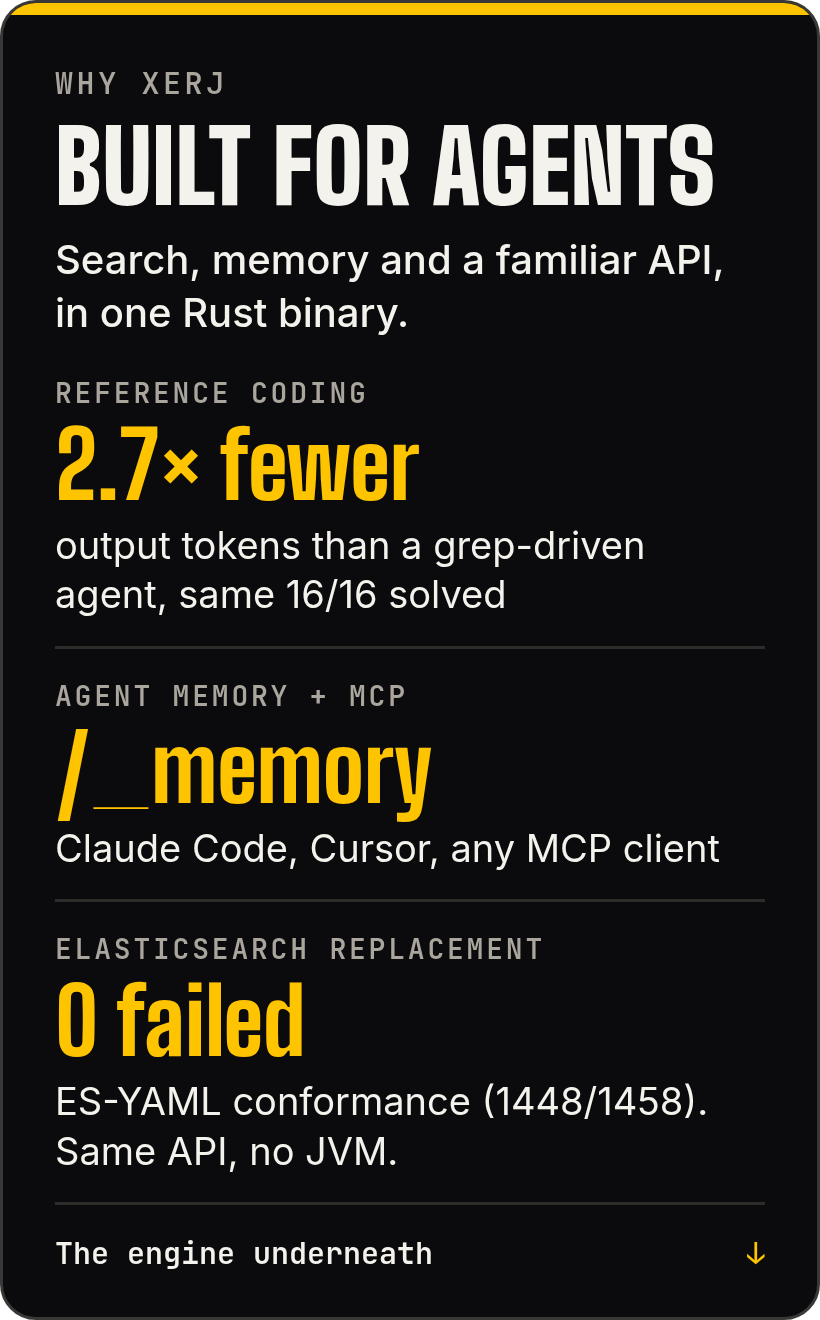 WHY XERJ
BUILT FOR AGENTS
Search, memory and a familiar API,
in one Rust binary.
REFERENCE CODING
2.7× fewer
output tokens than a grep-driven
agent, same 16/16 solved
AGENT MEMORY + MCP
/_memory
Claude Code, Cursor, any MCP client
ELASTICSEARCH REPLACEMENT
0 failed
ES-YAML conformance (1448/1458).
Same API, no JVM.
The engine underneath ↓